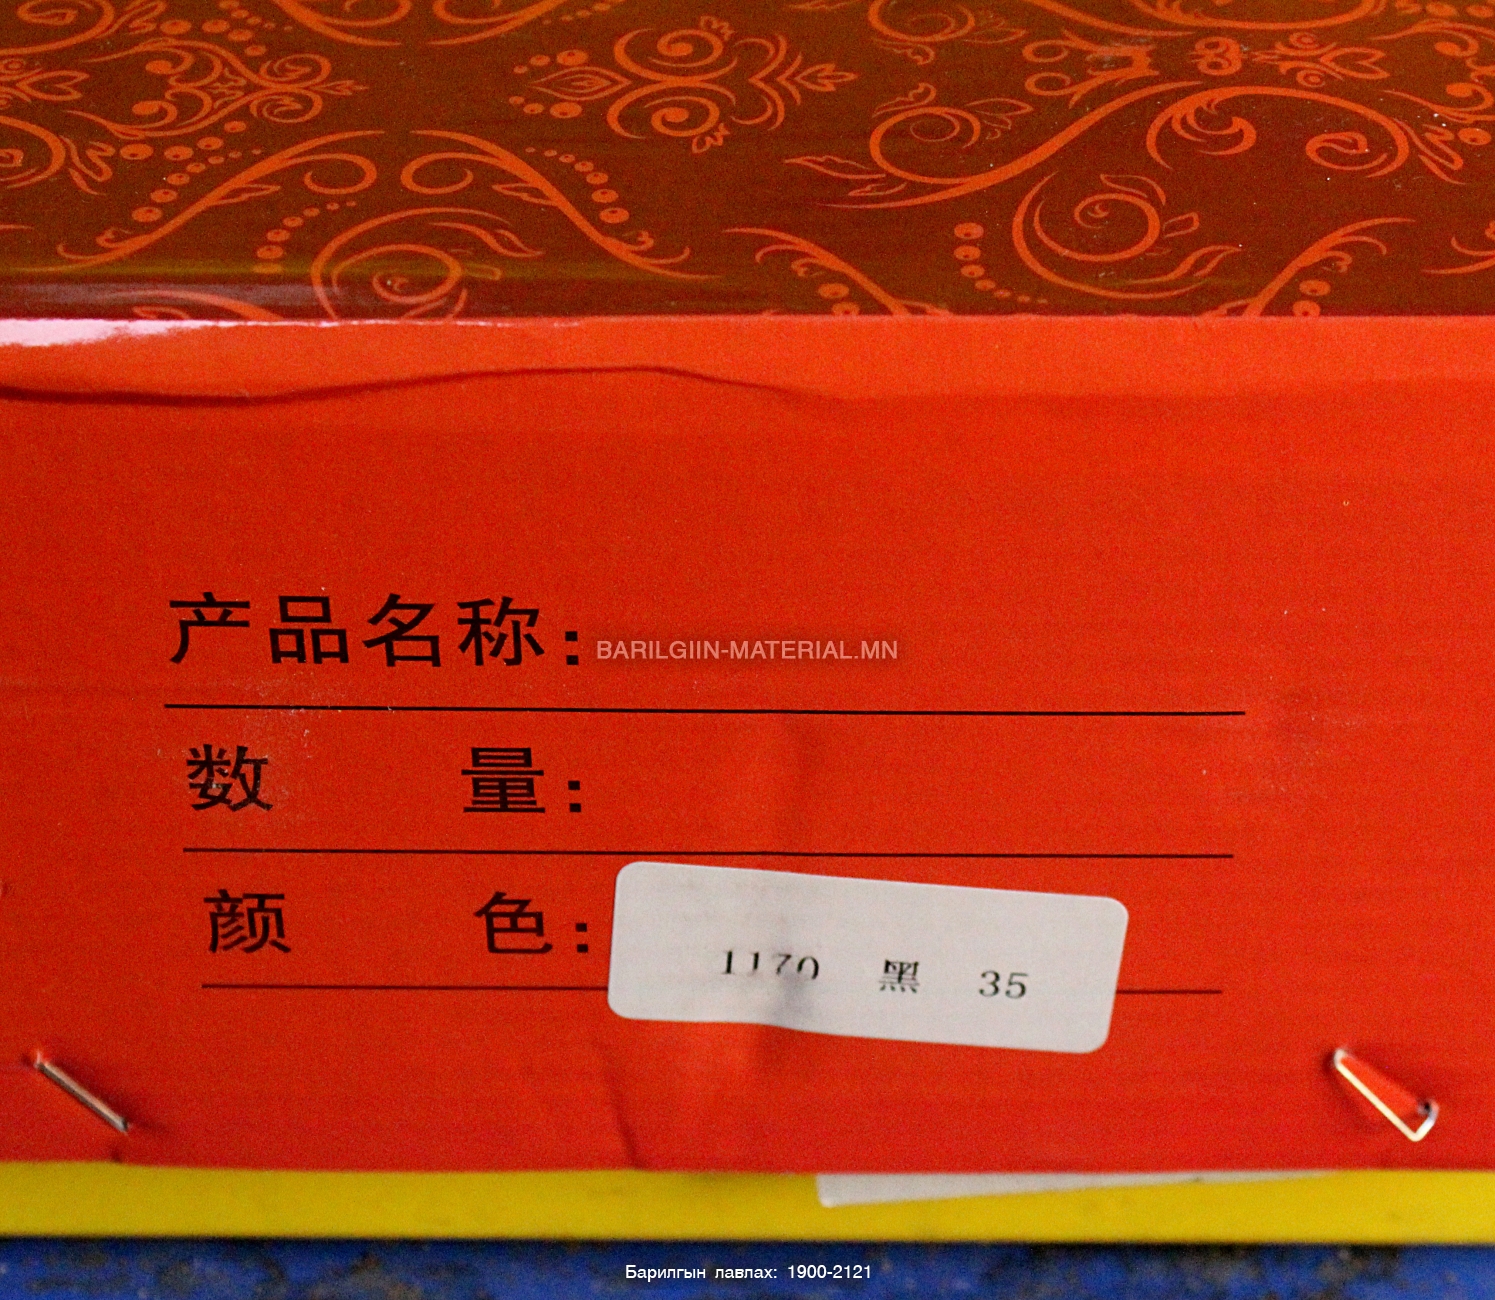 产品名称:
BARILGIIN-MATERIAL.MN
数 量:
颜 色:
1170 黑 35
Барилгын лавлах: 1900-2121